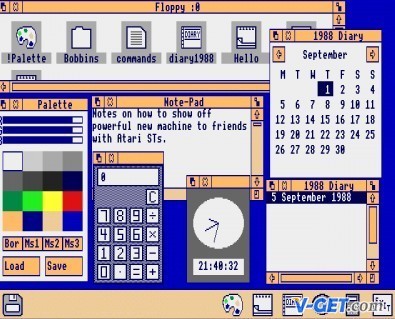 Floppy :0
!Palette
Bobbins
commands
diary1988
Hello
DIARY
1988 Diary
September
M T W T F S S
1 2 3 4
5 6 7 8 9 10 11
12 13 14 15 16 17 18
19 20 21 22 23 24 25
26 27 28 29 30
Palette
Bor Ms1 Ms2 Ms3
Load Save
Note-Pad
Notes on how to show off
powerful new machine to friends
with Atari STs.
0
C
7 8 9 ÷
4 5 6 ×
1 2 3 -
0 . = +
21:40:32
1988 Diary
5 September 1988
DIARY
V-GET.com